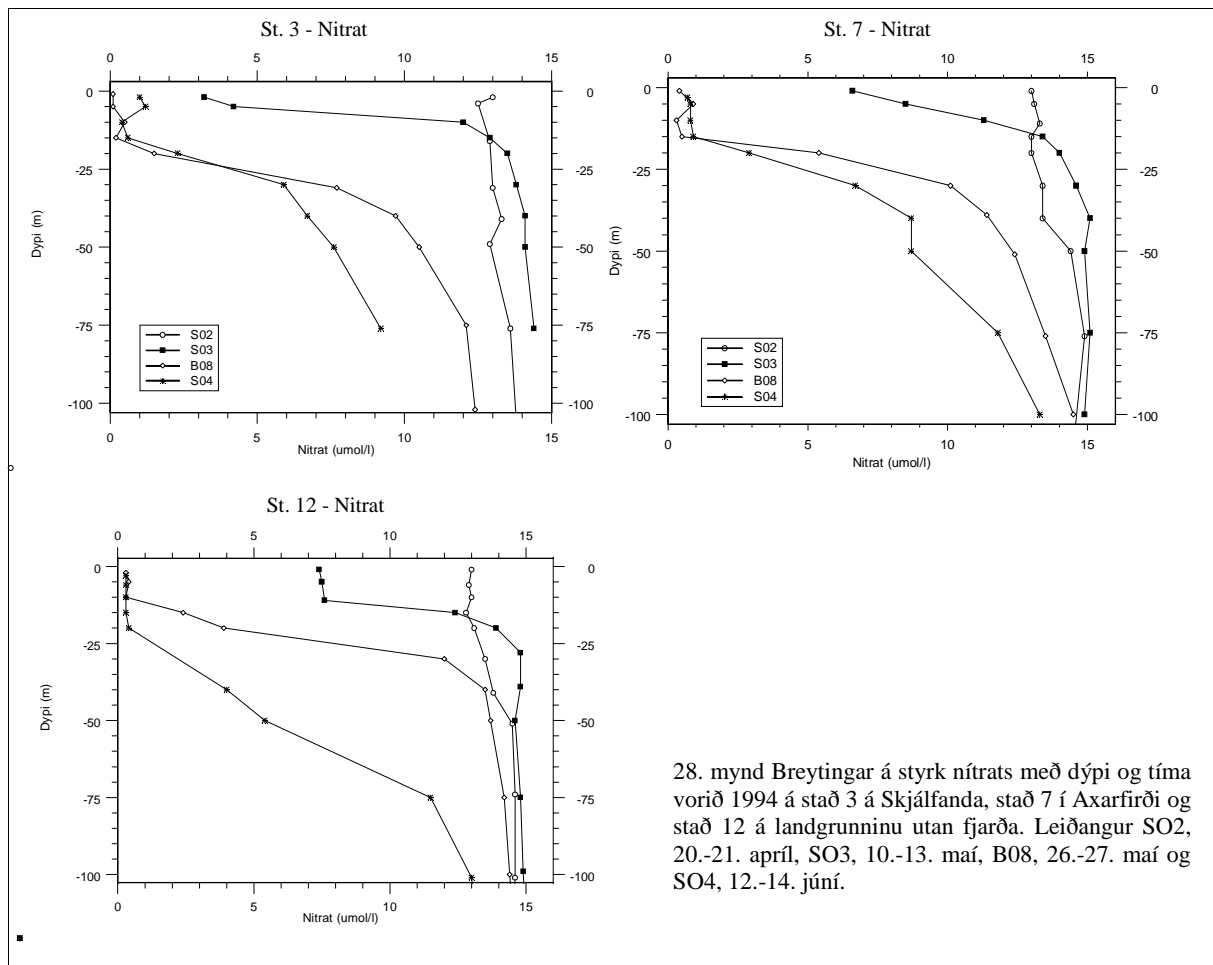 St. 3 - Nitrat
0 5 10 15
0 0
-25 -25
-50 -50
-75 -75
-100 -100
Dypi (m)
S02
S03
B08
S04
0 5 10 15
Nitrat (umol/l)
St. 7 - Nitrat
0 5 10 15
0 0
-25 -25
-50 -50
-75 -75
-100 -100
Dypi (m)
S02
S03
B08
S04
0 5 10 15
Nitrat (umol/l)
St. 12 - Nitrat
0 5 10 15
0 0
-25 -25
-50 -50
-75 -75
-100 -100
Dypi (m)
0 5 10 15
Nitrat (umol/l)
28. mynd Breytingar á styrk nítrats með dýpi og tíma
vorið 1994 á stað 3 á Skjálfanda, stað 7 í Axarfirði og
stað 12 á landgrunninu utan fjarða. Leiðangur SO2,
20.-21. apríl, SO3, 10.-13. maí, B08, 26.-27. maí og
SO4, 12.-14. júní.